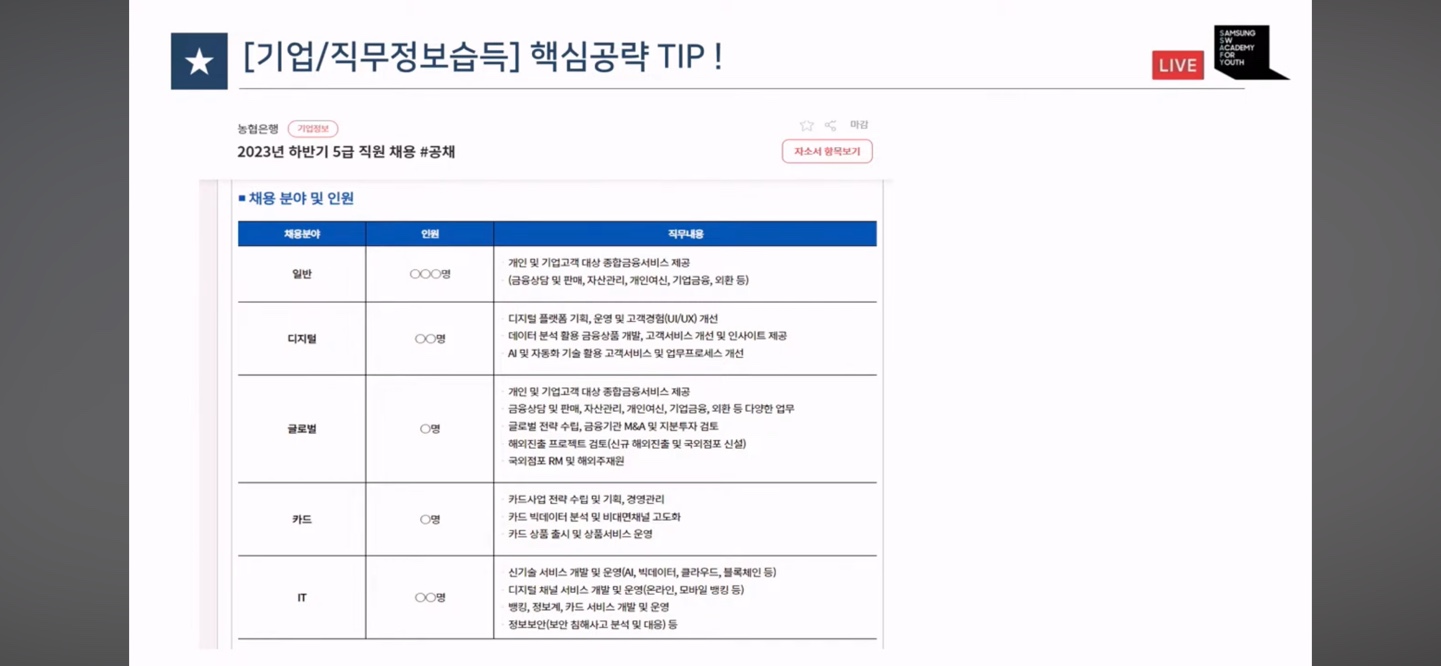 [기업/직무정보습득] 핵심공략 TIP !
LIVE
SAMSUNG
SW
ACADEMY
FOR
YOUTH
농협은행 기업정보
마감
2023년 하반기 5급 직원 채용 #공채
자소서 항목보기
■ 채용 분야 및 인원
채용분야 인원 직무내용
일반 ○○○명
개인 및 기업고객 대상 종합금융서비스 제공
(금융상담 및 판매, 자산관리, 개인여신, 기업금융, 외환 등)
디지털 ○○명
디지털 플랫폼 기획, 운영 및 고객경험(UI/UX) 개선
데이터 분석 활용 금융상품 개발, 고객서비스 개선 및 인사이트 제공
AI 및 자동화 기술 활용 고객서비스 및 업무프로세스 개선
글로벌 ○명
개인 및 기업고객 대상 종합금융서비스 제공
금융상담 및 판매, 자산관리, 개인여신, 기업금융, 외환 등 다양한 업무
글로벌 전략 수립, 금융기관 M&A 및 지분투자 검토
해외진출 프로젝트 검토(신규 해외진출 및 국외점포 신설)
국외점포 RM 및 해외주재원
카드 ○명
카드사업 전략 수립 및 기획, 경영관리
카드 빅데이터 분석 및 비대면채널 고도화
카드 상품 출시 및 상품서비스 운영
IT ○○명
신기술 서비스 개발 및 운영(AI, 빅데이터, 클라우드, 블록체인 등)
디지털 채널 서비스 개발 및 운영(온라인, 모바일 뱅킹 등)
뱅킹, 정보계, 카드 서비스 개발 및 운영
정보보안(보안 침해사고 분석 및 대응) 등